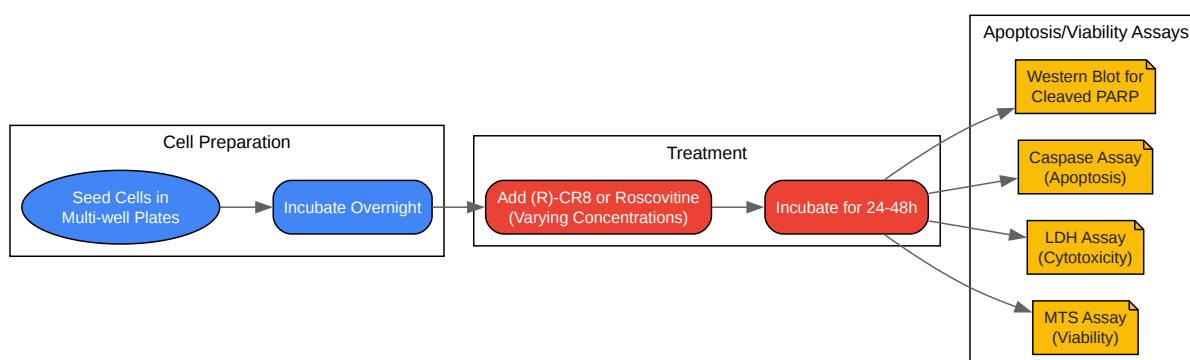 Cell Preparation
Seed Cells in
Multi-well Plates
Incubate Overnight
Treatment
Add (R)-CR8 or Roscovitine
(Varying Concentrations)
Incubate for 24-48h
Apoptosis/Viability Assays
Western Blot for
Cleaved PARP
Caspase Assay
(Apoptosis)
LDH Assay
(Cytotoxicity)
MTS Assay
(Viability)